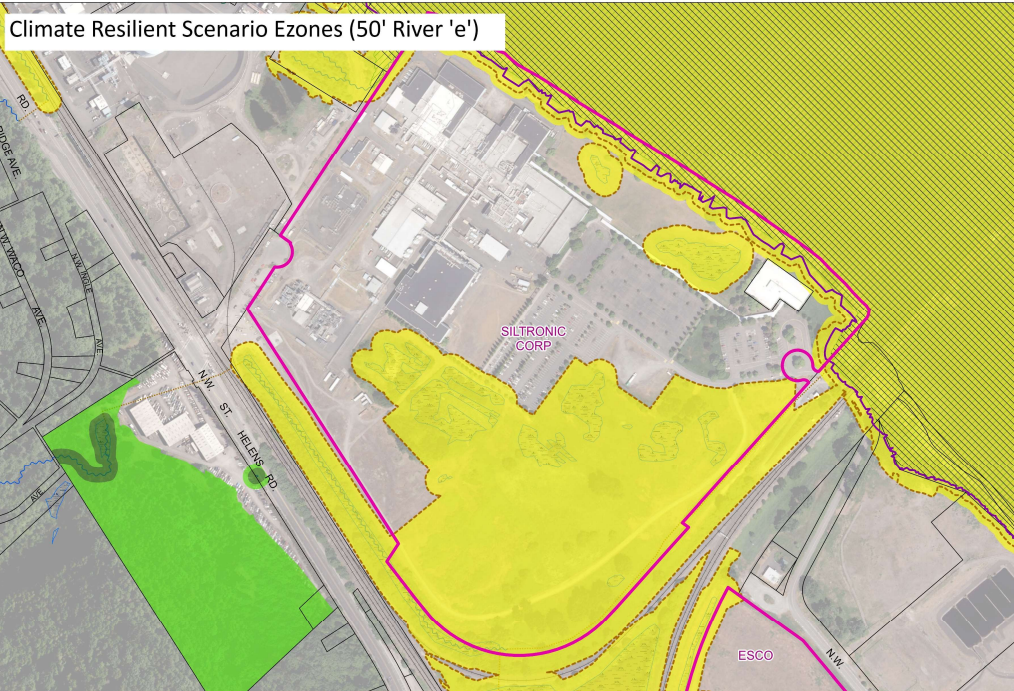 Climate Resilient Scenario Ezones (50' River 'e')
RD.
RIDGE AVE.
N.W. WACO
AVE.
N.W. INGLE
AVE
SILTRONIC
CORP
N.W.
ST.
HELENS
RD.
AVE
ESCO
N.W.